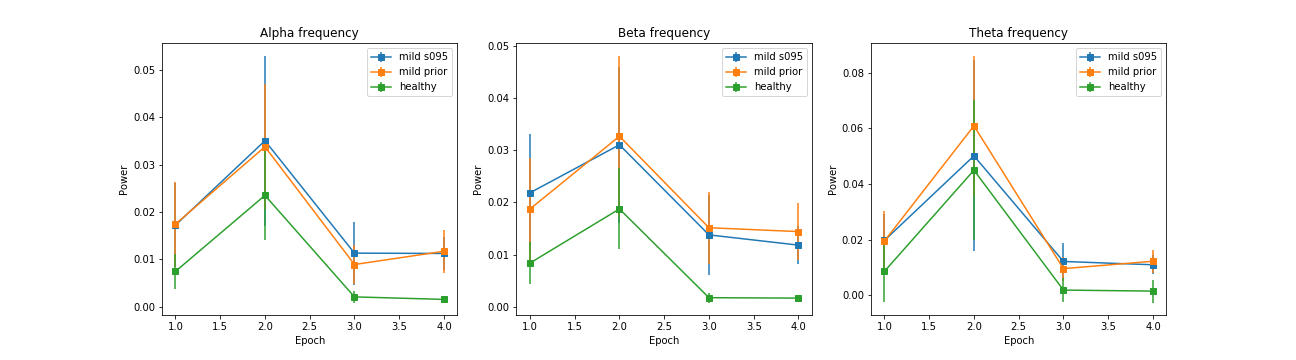 Alpha frequency
mild s095
mild prior
healthy
0.05
0.04
0.03
0.02
0.01
0.00
Power
1.0 1.5 2.0 2.5 3.0 3.5 4.0
Epoch
Beta frequency
mild s095
mild prior
healthy
0.05
0.04
0.03
0.02
0.01
0.00
Power
1.0 1.5 2.0 2.5 3.0 3.5 4.0
Epoch
Theta frequency
mild s095
mild prior
healthy
0.08
0.06
0.04
0.02
0.00
Power
1.0 1.5 2.0 2.5 3.0 3.5 4.0
Epoch